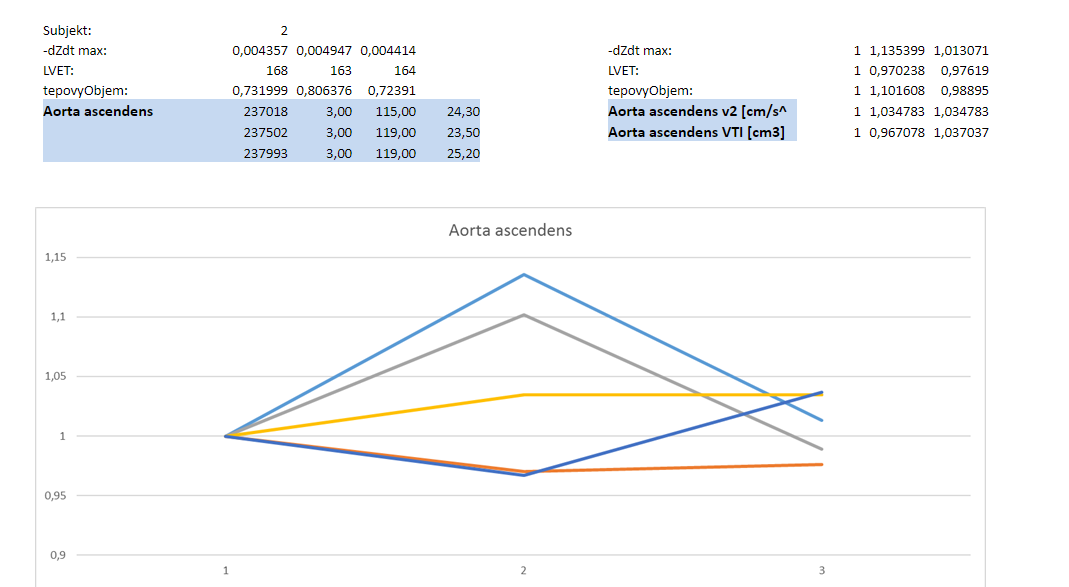 Subjekt: 2
-dZdt max: 0,004357 0,004947 0,004414 -dZdt max: 1 1,135399 1,013071
LVET: 168 163 164 LVET: 1 0,970238 0,97619
tepovyObjem: 0,731999 0,806376 0,72391 tepovyObjem: 1 1,101608 0,98895
Aorta ascendens 237018 3,00 115,00 24,30 Aorta ascendens v2 [cm/s^ 1 1,034783 1,034783
237502 3,00 119,00 23,50 Aorta ascendens VTI [cm3] 1 0,967078 1,037037
237993 3,00 119,00 25,20
Aorta ascendens
1,15
1,1
1,05
1
0,95
0,9
1 2 3